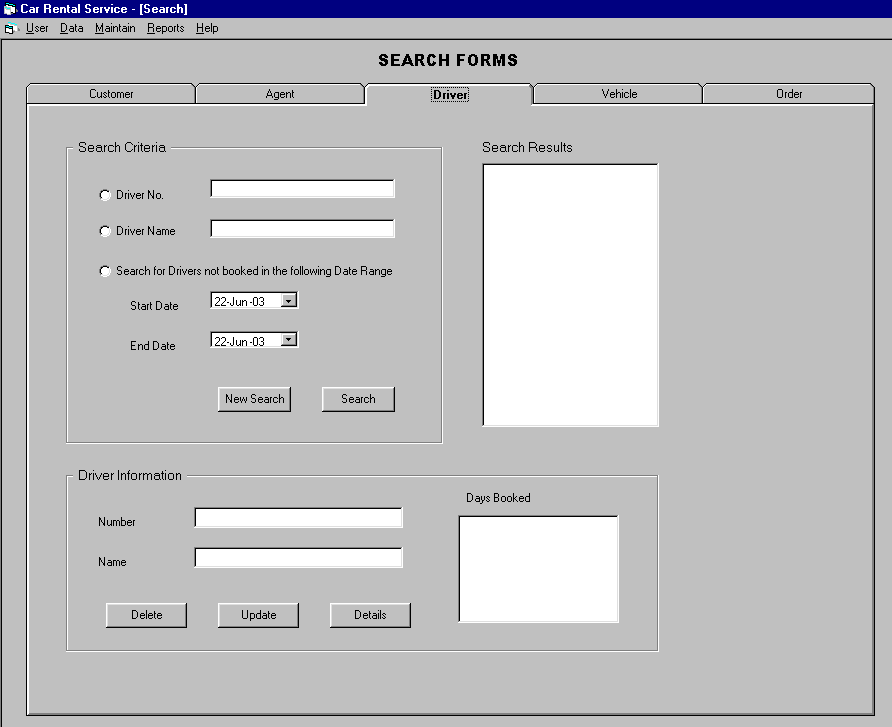 Car Rental Service - [Search]
User Data Maintain Reports Help
SEARCH FORMS
Customer Agent Driver Vehicle Order
Search Criteria
Search Results
Driver No.
Driver Name
Search for Drivers not booked in the following Date Range
Start Date 22-Jun-03
End Date 22-Jun-03
New Search Search
Driver Information
Days Booked
Number
Name
Delete Update Details